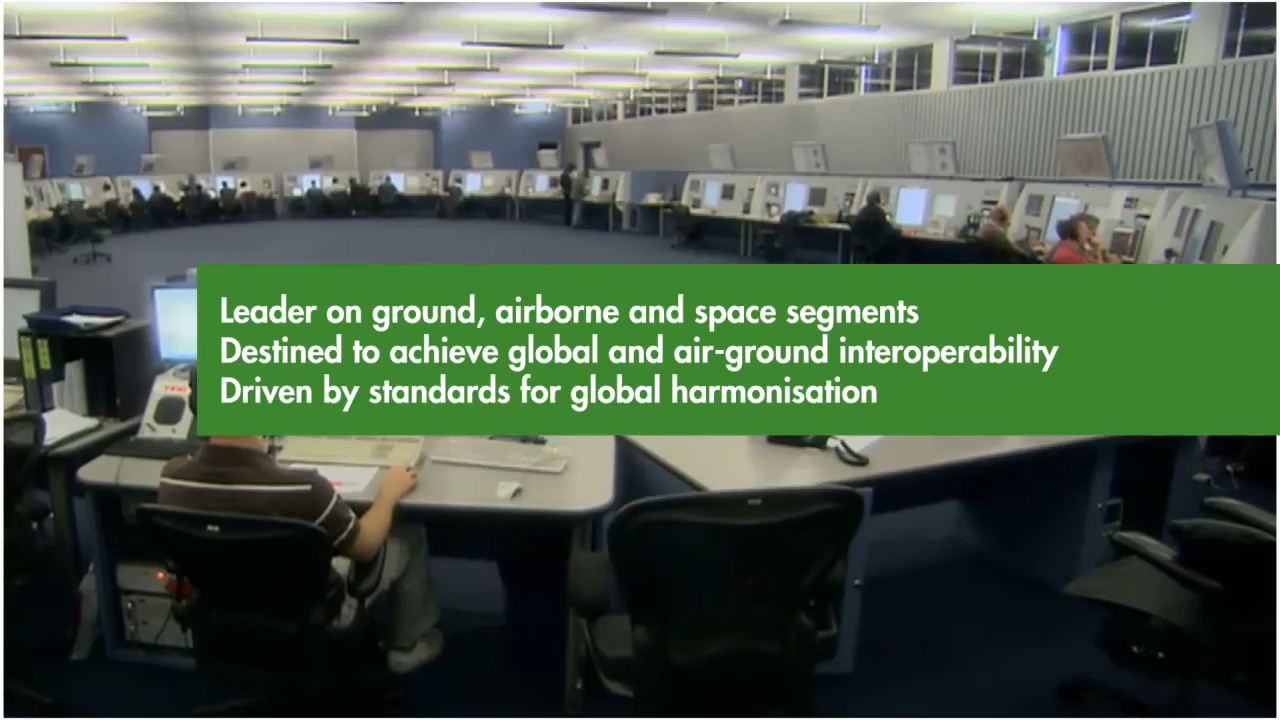 Leader on ground, airborne and space segments
Destined to achieve global and air-ground interoperability
Driven by standards for global harmonisation